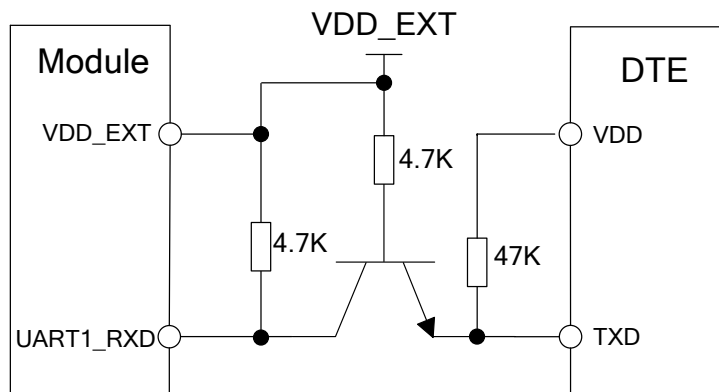 VDD_EXT
Module
DTE
VDD_EXT
VDD
4.7K
4.7K
47K
UART1_RXD
TXD